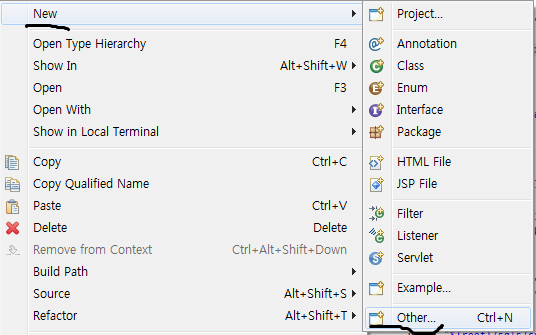 New
Open Type Hierarchy F4
Show In Alt+Shift+W
Open F3
Open With
Show in Local Terminal
Copy Ctrl+C
Copy Qualified Name
Paste Ctrl+V
Delete Delete
Remove from Context Ctrl+Alt+Shift+Down
Build Path
Source Alt+Shift+S
Refactor Alt+Shift+T
Project...
Annotation
Class
Enum
Interface
Package
HTML File
JSP File
Filter
Listener
Servlet
Example...
Other... Ctrl+N